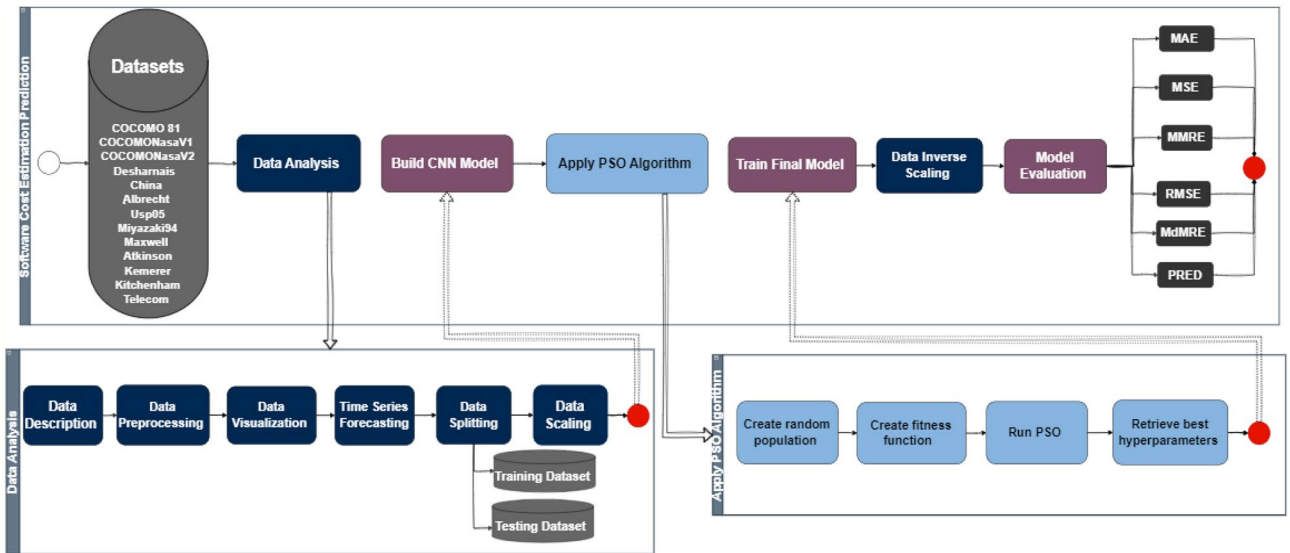 Software Cost Estimation Prediction
Datasets
COCOMO 81
COCOMONasaV1
COCOMONasaV2
Desharnais
China
Albrecht
Usp05
Miyazaki94
Maxwell
Atkinson
Kemerer
Kitchenham
Telecom
Data Analysis
Build CNN Model
Apply PSO Algorithm
Train Final Model
Data Inverse
Scaling
Model
Evaluation
MAE
MSE
MMRE
RMSE
MdMRE
PRED
Data Analysis
Data
Description
Data
Preprocessing
Data
Visualization
Time Series
Forecasting
Data
Splitting
Data
Scaling
Training Dataset
Testing Dataset
Apply PSO Algorithm
Create random
population
Create fitness
function
Run PSO
Retrieve best
hyperparameters